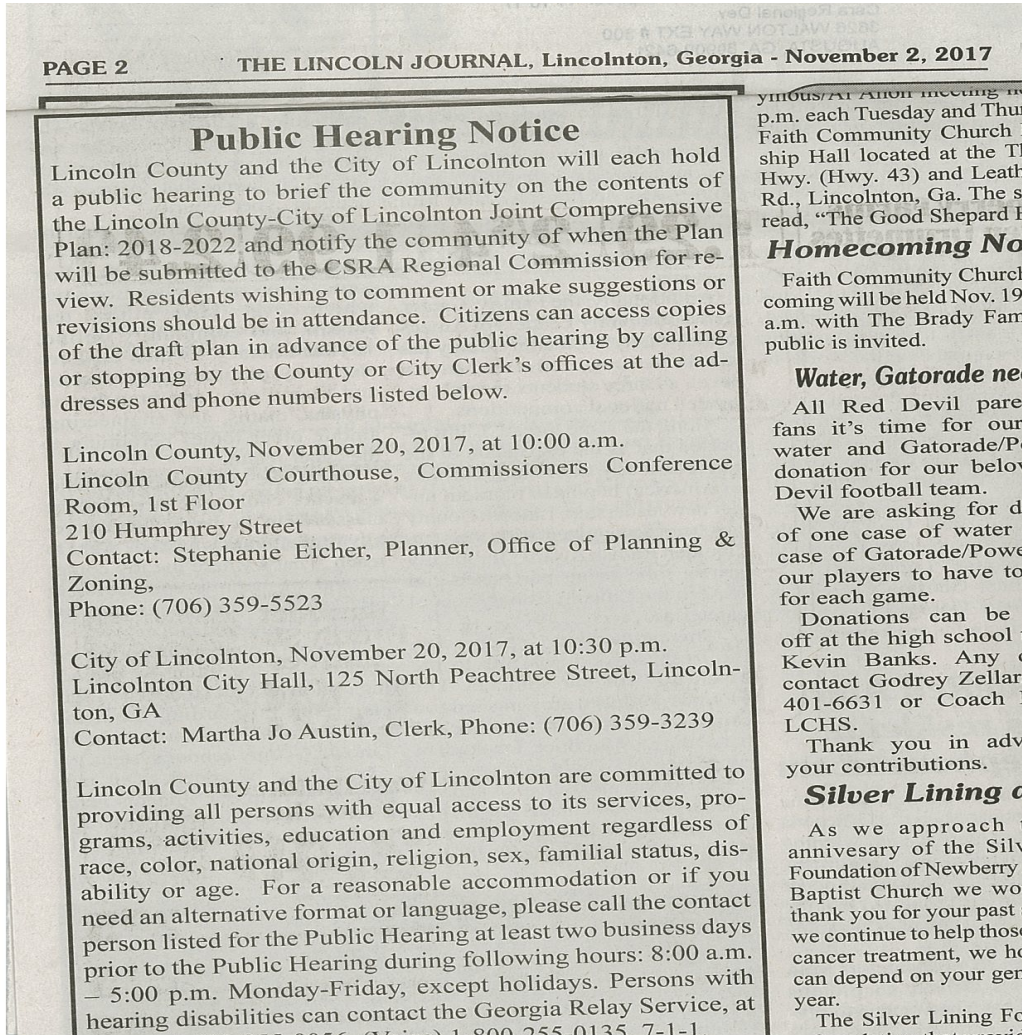 PAGE 2 THE LINCOLN JOURNAL, Lincolnton, Georgia - November 2, 2017
Public Hearing Notice
Lincoln County and the City of Lincolnton will each hold
a public hearing to brief the community on the contents of
the Lincoln County-City of Lincolnton Joint Comprehensive
Plan: 2018-2022 and notify the community of when the Plan
will be submitted to the CSRA Regional Commission for re-
view. Residents wishing to comment or make suggestions or
revisions should be in attendance. Citizens can access copies
of the draft plan in advance of the public hearing by calling
or stopping by the County or City Clerk's offices at the ad-
dresses and phone numbers listed below.
Lincoln County, November 20, 2017, at 10:00 a.m.
Lincoln County Courthouse, Commissioners Conference
Room, 1st Floor
210 Humphrey Street
Contact: Stephanie Eicher, Planner, Office of Planning &
Zoning,
Phone: (706) 359-5523
City of Lincolnton, November 20, 2017, at 10:30 p.m.
Lincolnton City Hall, 125 North Peachtree Street, Lincoln-
ton, GA
Contact: Martha Jo Austin, Clerk, Phone: (706) 359-3239
Lincoln County and the City of Lincolnton are committed to
providing all persons with equal access to its services, pro-
grams, activities, education and employment regardless of
race, color, national origin, religion, sex, familial status, dis-
ability or age. For a reasonable accommodation or if you
need an alternative format or language, please call the contact
person listed for the Public Hearing at least two business days
prior to the Public Hearing during following hours: 8:00 a.m.
– 5:00 p.m. Monday-Friday, except holidays. Persons with
hearing disabilities can contact the Georgia Relay Service, at
1-800-255-0135, 7-1-1
ymous/Al Anon meeting
p.m. each Tuesday and Thu
Faith Community Church
ship Hall located at the T
Hwy. (Hwy. 43) and Leath
Rd., Lincolnton, Ga. The s
read, "The Good Shepard
Homecoming No
Faith Community Church
coming will be held Nov. 19
a.m. with The Brady Fam
public is invited.
Water, Gatorade ne
All Red Devil pare
fans it's time for our
water and Gatorade/P
donation for our belov
Devil football team.
We are asking for d
of one case of water
case of Gatorade/Powe
our players to have to
for each game.
Donations can be
off at the high school
Kevin Banks. Any
contact Godrey Zellar
401-6631 or Coach
LCHS.
Thank you in adv
your contributions.
Silver Lining
As we approach
annivesary of the Silv
Foundation of Newberry
Baptist Church we wo
thank you for your past
we continue to help those
cancer treatment, we ho
can depend on your gen
year.
The Silver Lining Fo